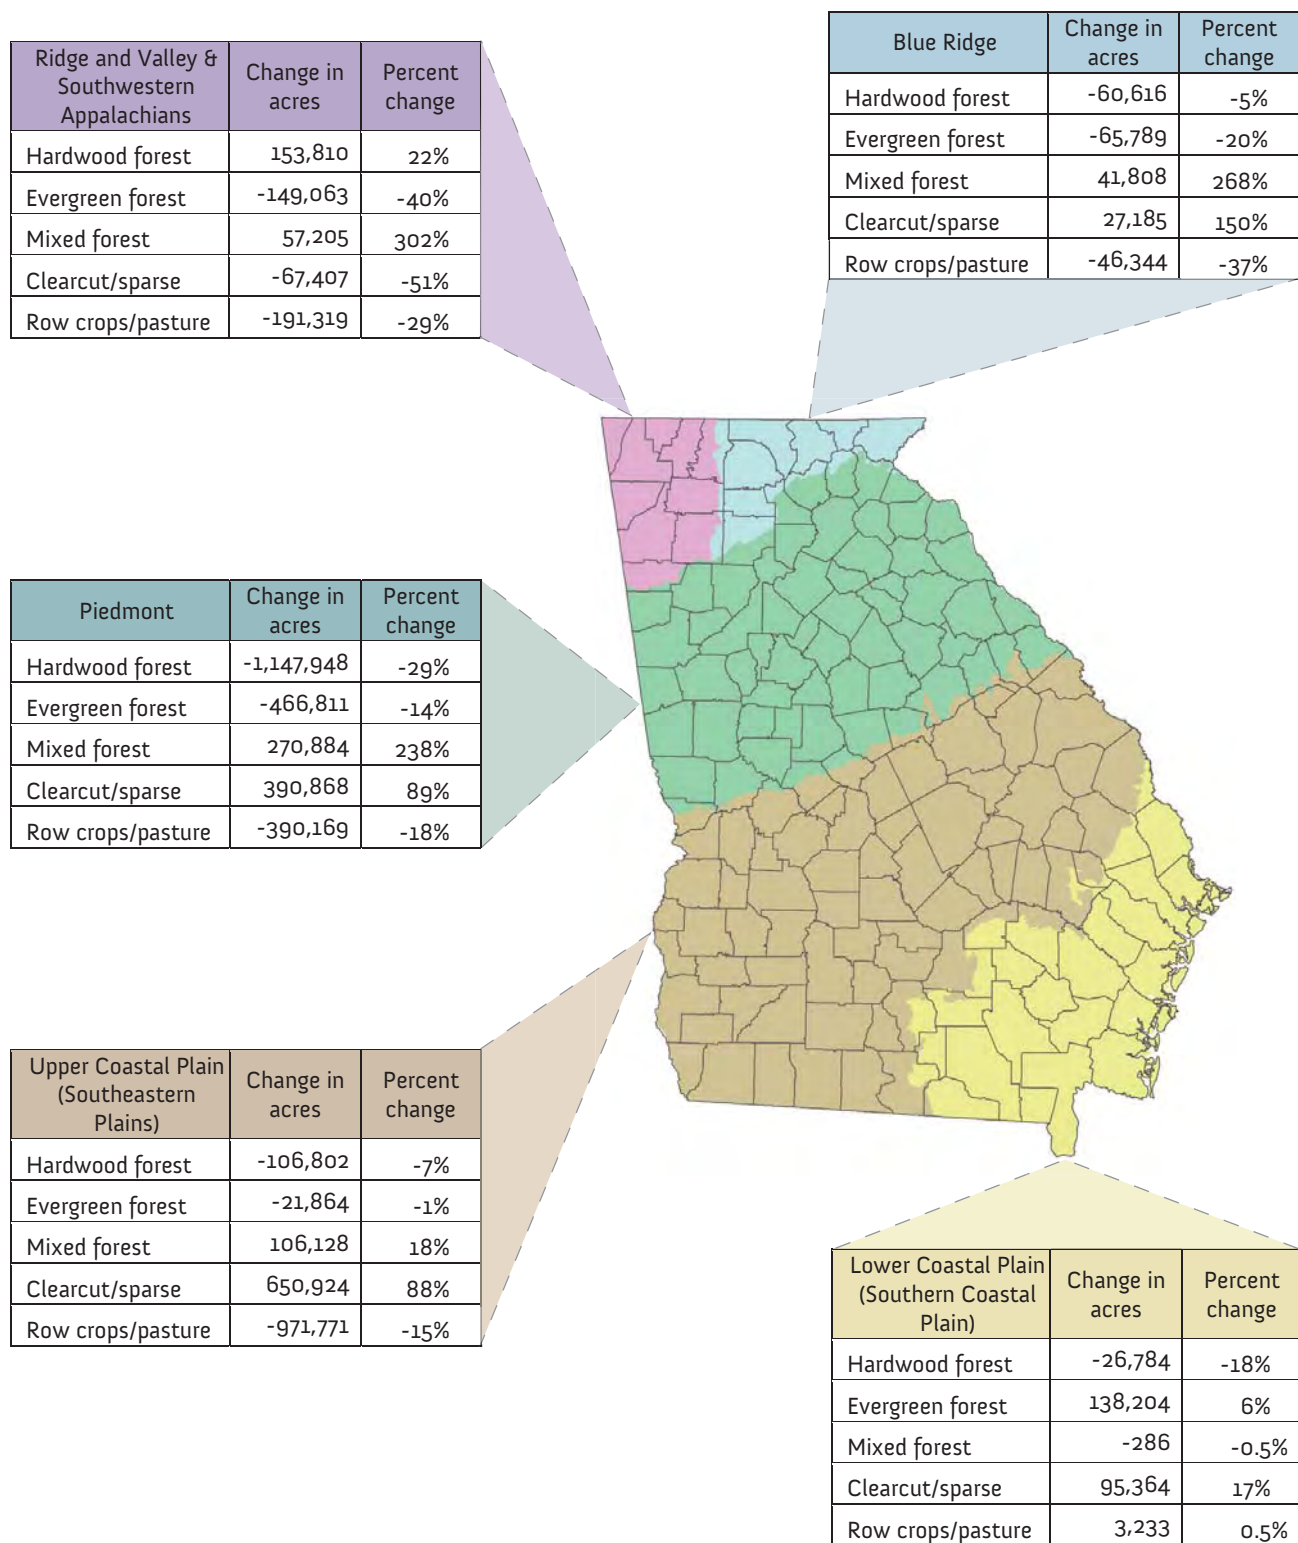 Ridge and Valley & Southwestern Appalachians Change in acres Percent change
Hardwood forest 153,810 22%
Evergreen forest -149,063 -40%
Mixed forest 57,205 302%
Clearcut/sparse -67,407 -51%
Row crops/pasture -191,319 -29%
Blue Ridge Change in acres Percent change
Hardwood forest -60,616 -5%
Evergreen forest -65,789 -20%
Mixed forest 41,808 268%
Clearcut/sparse 27,185 150%
Row crops/pasture -46,344 -37%
Piedmont Change in acres Percent change
Hardwood forest -1,147,948 -29%
Evergreen forest -466,811 -14%
Mixed forest 270,884 238%
Clearcut/sparse 390,868 89%
Row crops/pasture -390,169 -18%
Upper Coastal Plain (Southeastern Plains) Change in acres Percent change
Hardwood forest -106,802 -7%
Evergreen forest -21,864 -1%
Mixed forest 106,128 18%
Clearcut/sparse 650,924 88%
Row crops/pasture -971,771 -15%
Lower Coastal Plain (Southern Coastal Plain) Change in acres Percent change
Hardwood forest -26,784 -18%
Evergreen forest 138,204 6%
Mixed forest -286 -0.5%
Clearcut/sparse 95,364 17%
Row crops/pasture 3,233 0.5%